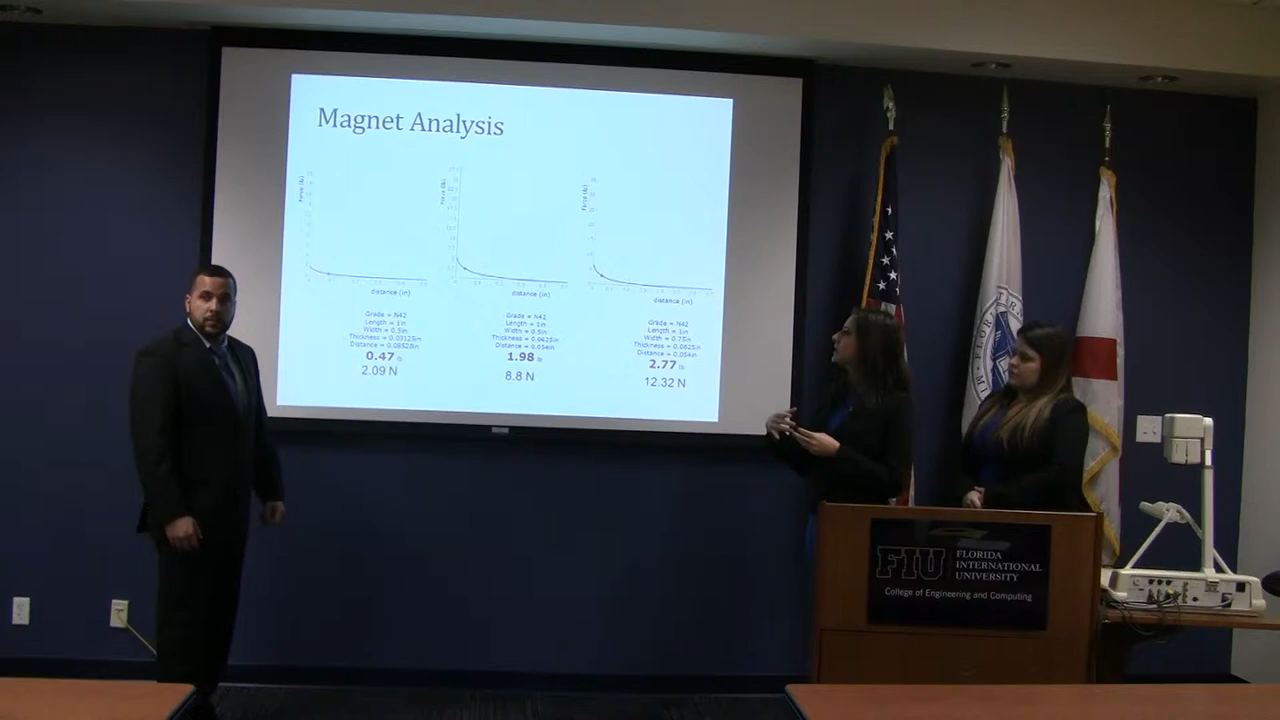 Magnet Analysis
Force (lb)
distance (in)
Grade = N42
Length = 1in
Width = 0.5in
Thickness = 0.03125in
Distance = 0.08528in
0.47 lb
2.09 N
Force (lb)
distance (in)
Grade = N42
Length = 1in
Width = 0.5in
Thickness = 0.0625in
Distance = 0.054in
1.98 lb
8.8 N
Force (lb)
distance (in)
Grade = N42
Length = 1in
Width = 0.75in
Thickness = 0.0625in
Distance = 0.054in
2.77 lb
12.32 N
FIU
FLORIDA
INTERNATIONAL
UNIVERSITY
College of Engineering and Computing